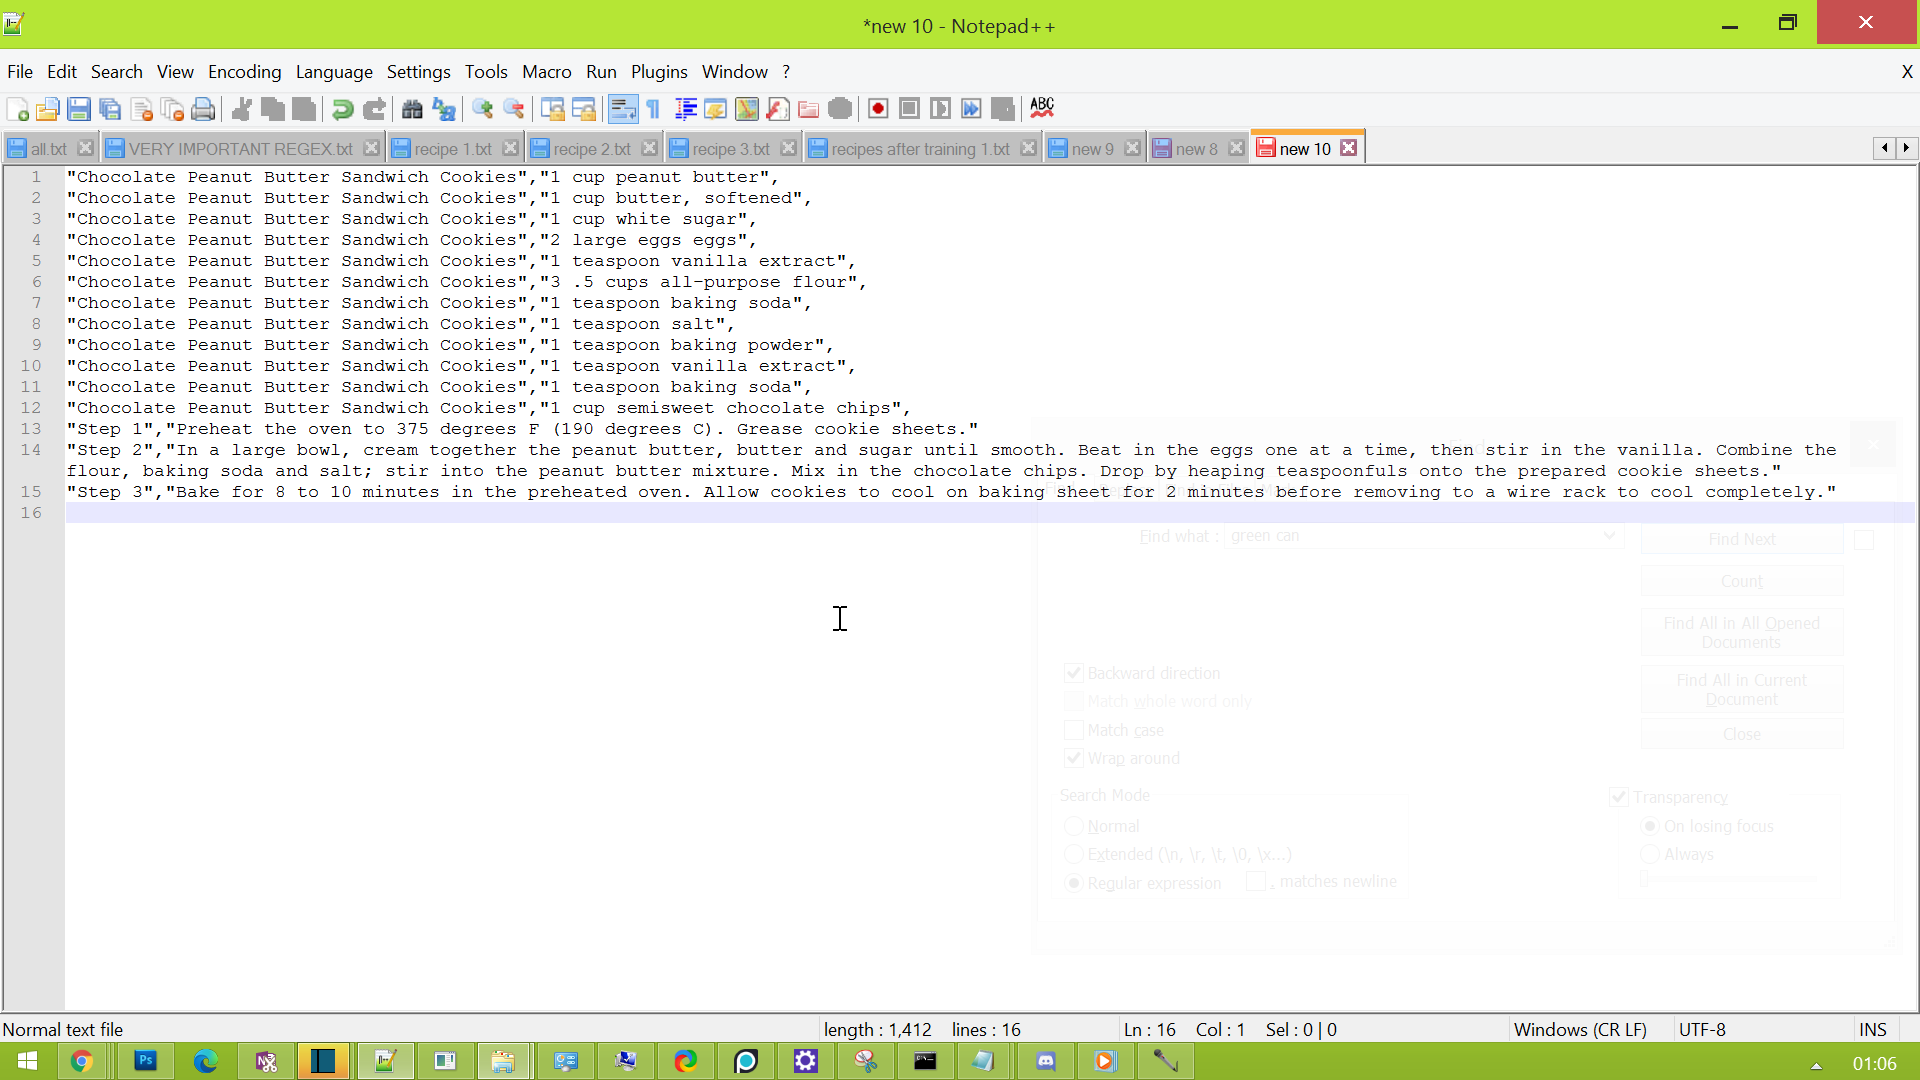 *new 10 - Notepad++
File Edit Search View Encoding Language Settings Tools Macro Run Plugins Window ? X
ABC
all.txt VERY IMPORTANT REGEX.txt recipe 1.txt recipe 2.txt recipe 3.txt recipes after training 1.txt new 9 new 8 new 10
1 "Chocolate Peanut Butter Sandwich Cookies","1 cup peanut butter",
2 "Chocolate Peanut Butter Sandwich Cookies","1 cup butter, softened",
3 "Chocolate Peanut Butter Sandwich Cookies","1 cup white sugar",
4 "Chocolate Peanut Butter Sandwich Cookies","2 large eggs eggs",
5 "Chocolate Peanut Butter Sandwich Cookies","1 teaspoon vanilla extract",
6 "Chocolate Peanut Butter Sandwich Cookies","3 .5 cups all-purpose flour",
7 "Chocolate Peanut Butter Sandwich Cookies","1 teaspoon baking soda",
8 "Chocolate Peanut Butter Sandwich Cookies","1 teaspoon salt",
9 "Chocolate Peanut Butter Sandwich Cookies","1 teaspoon baking powder",
10 "Chocolate Peanut Butter Sandwich Cookies","1 teaspoon vanilla extract",
11 "Chocolate Peanut Butter Sandwich Cookies","1 teaspoon baking soda",
12 "Chocolate Peanut Butter Sandwich Cookies","1 cup semisweet chocolate chips",
13 "Step 1","Preheat the oven to 375 degrees F (190 degrees C). Grease cookie sheets."
14 "Step 2","In a large bowl, cream together the peanut butter, butter and sugar until smooth. Beat in the eggs one at a time, then stir in the vanilla. Combine the
flour, baking soda and salt; stir into the peanut butter mixture. Mix in the chocolate chips. Drop by heaping teaspoonfuls onto the prepared cookie sheets."
15 "Step 3","Bake for 8 to 10 minutes in the preheated oven. Allow cookies to cool on baking sheet for 2 minutes before removing to a wire rack to cool completely."
16
Find what : green can Find Next
Count
Find All in All Opened
Documents
Backward direction
Find All in Current
Document
Match whole word only
Match case
Close
Wrap around
Search Mode
Transparency
Normal
On losing focus
Extended (\n, \r, \t, \0, \x...)
Always
Regular expression . matches newline
Normal text file length : 1,412 lines : 16 Ln : 16 Col : 1 Sel : 0 | 0 Windows (CR LF) UTF-8 INS
Ps
01:06